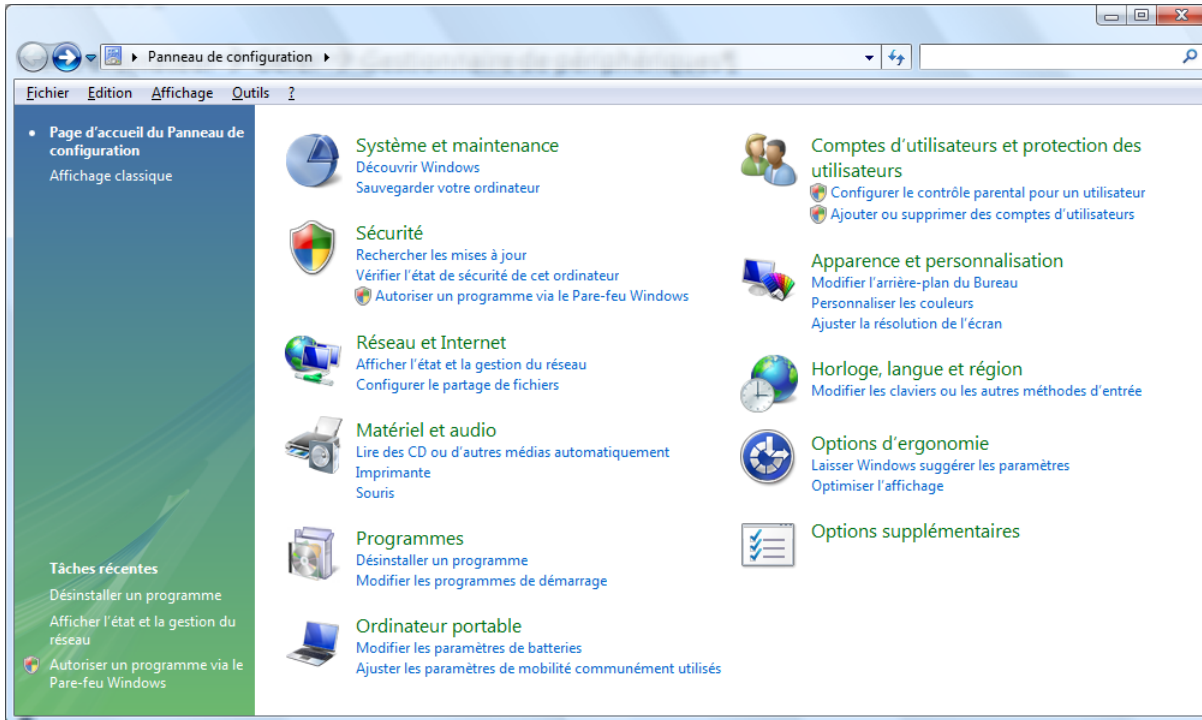 Panneau de configuration
Gestionnaire de périphériques
Fichier Edition Affichage Outils ?
Page d'accueil du Panneau de
configuration
Affichage classique
Tâches récentes
Désinstaller un programme
Afficher l'état et la gestion du
réseau
Autoriser un programme via le
Pare-feu Windows
Système et maintenance
Découvrir Windows
Sauvegarder votre ordinateur
Sécurité
Rechercher les mises à jour
Vérifier l'état de sécurité de cet ordinateur
Autoriser un programme via le Pare-feu Windows
Réseau et Internet
Afficher l'état et la gestion du réseau
Configurer le partage de fichiers
Matériel et audio
Lire des CD ou d'autres médias automatiquement
Imprimante
Souris
Programmes
Désinstaller un programme
Modifier les programmes de démarrage
Ordinateur portable
Modifier les paramètres de batteries
Ajuster les paramètres de mobilité communément utilisés
Comptes d'utilisateurs et protection des
utilisateurs
Configurer le contrôle parental pour un utilisateur
Ajouter ou supprimer des comptes d'utilisateurs
Apparence et personnalisation
Modifier l'arrière-plan du Bureau
Personnaliser les couleurs
Ajuster la résolution de l'écran
Horloge, langue et région
Modifier les claviers ou les autres méthodes d'entrée
Options d'ergonomie
Laisser Windows suggérer les paramètres
Optimiser l'affichage
Options supplémentaires